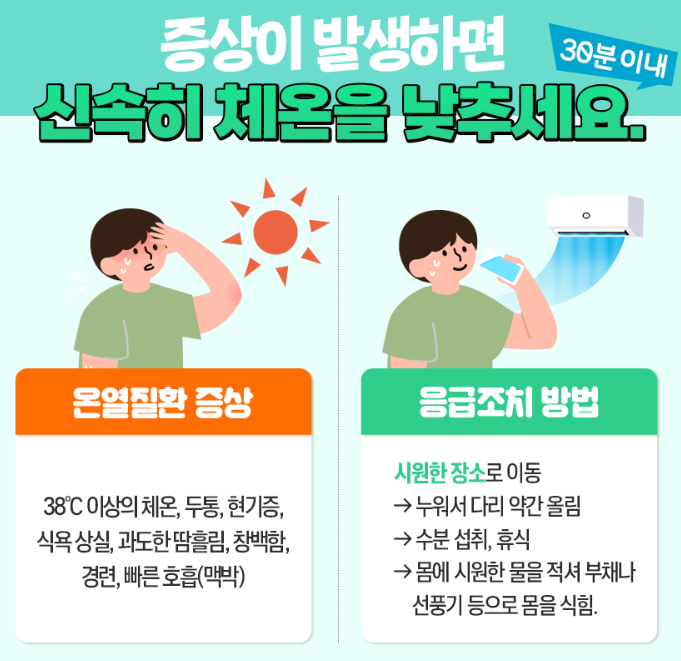 증상이 발생하면
30분 이내
신속히 체온을 낮추세요.
온열질환 증상
38℃ 이상의 체온, 두통, 현기증,
식욕 상실, 과도한 땀흘림, 창백함,
경련, 빠른 호흡(맥박)
응급조치 방법
시원한 장소로 이동
→ 누워서 다리 약간 올림
→ 수분 섭취, 휴식
→ 몸에 시원한 물을 적셔 부채나
선풍기 등으로 몸을 식힘.